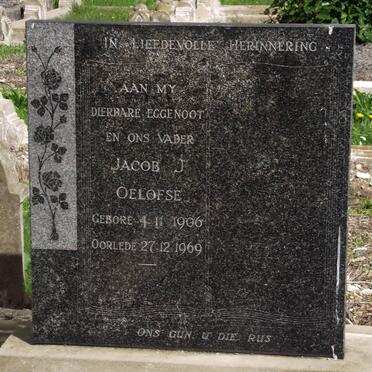 IN LIEFDEVOLLE HERINNERING
AAN MY
DIERBARE EGGENOOT
EN ONS VADER
JACOB J
OELOFSE
GEBORE 4·11·1906
OORLEDE 27·12·1969
ONS GUN U DIE RUS